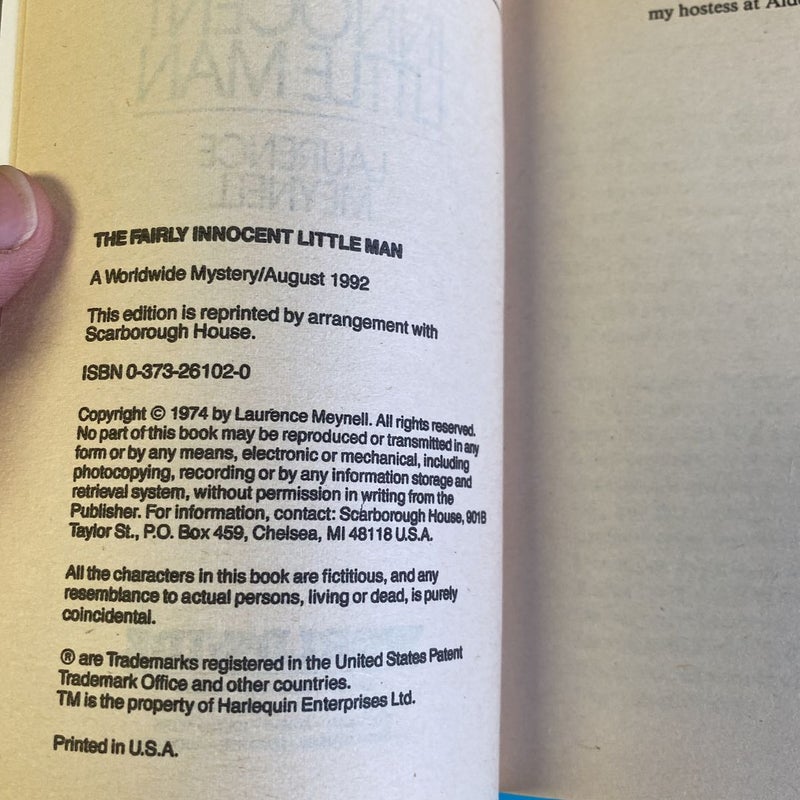 my hostess at
THE FAIRLY INNOCENT LITTLE MAN
A Worldwide Mystery/August 1992
This edition is reprinted by arrangement with
Scarborough House.
ISBN 0-373-26102-0
Copyright © 1974 by Laurence Meynell. All rights reserved.
No part of this book may be reproduced or transmitted in any
form or by any means, electronic or mechanical, including
photocopying, recording or by any information storage and
retrieval system, without permission in writing from the
Publisher. For information, contact: Scarborough House, 901B
Taylor St., P.O. Box 459, Chelsea, MI 48118 U.S.A.
All the characters in this book are fictitious, and any
resemblance to actual persons, living or dead, is purely
coincidental.
® are Trademarks registered in the United States Patent
Trademark Office and other countries.
TM is the property of Harlequin Enterprises Ltd.
Printed in U.S.A.